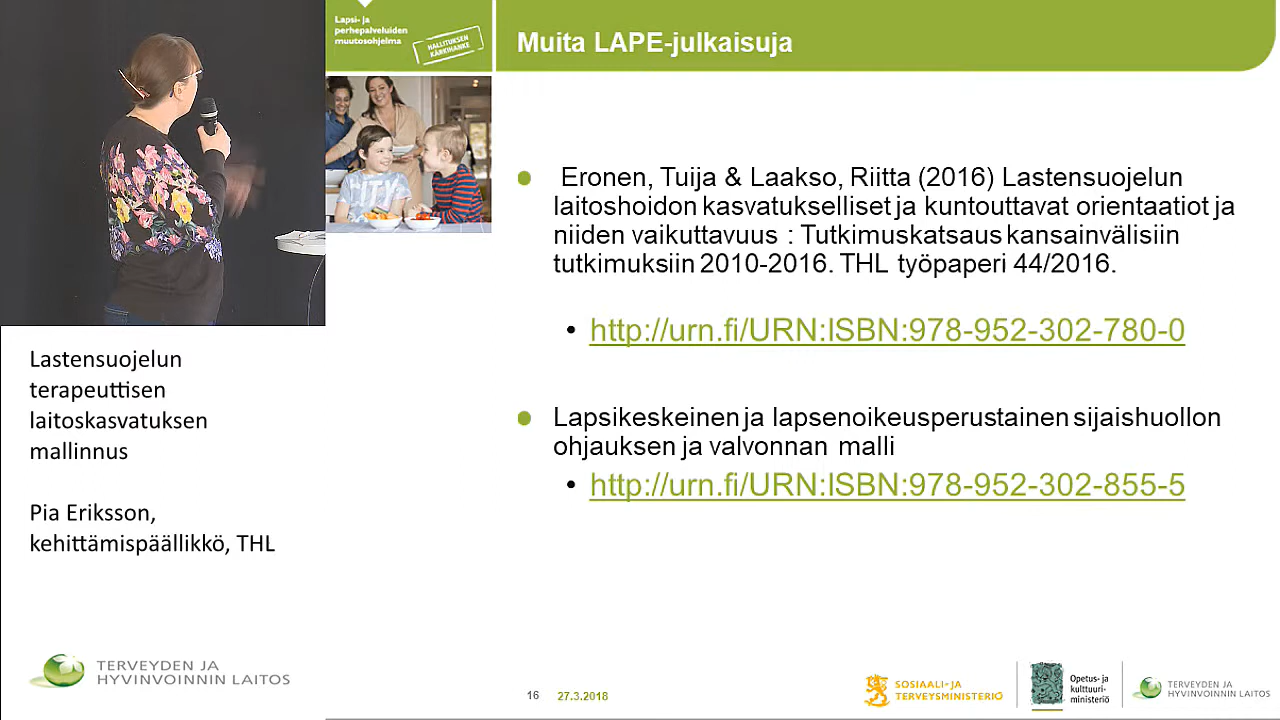 Lapsi- ja
perhepalveluiden
muutosohjelma
HALLITUKSEN
KÄRKIHANKE
Muita LAPE-julkaisuja
Eronen, Tuija & Laakso, Riitta (2016) Lastensuojelun
laitoshoidon kasvatukselliset ja kuntouttavat orientaatiot ja
niiden vaikuttavuus : Tutkimuskatsaus kansainvälisiin
tutkimuksiin 2010-2016. THL työpaperi 44/2016.
• http://urn.fi/URN:ISBN:978-952-302-780-0
Lapsikeskeinen ja lapsenoikeusperustainen sijaishuollon
ohjauksen ja valvonnan malli
• http://urn.fi/URN:ISBN:978-952-302-855-5
Lastensuojelun
terapeuttisen
laitoskasvatuksen
mallinnus
Pia Eriksson,
kehittämispäällikkö, THL
TERVEYDEN JA
HYVINVOINNIN LAITOS
16 27.3.2018
SOSIAALI- JA
TERVEYSMINISTERIÖ
Opetus- ja
kulttuuri-
ministeriö
TERVEYDEN JA
HYVINVOINNIN LAITOS